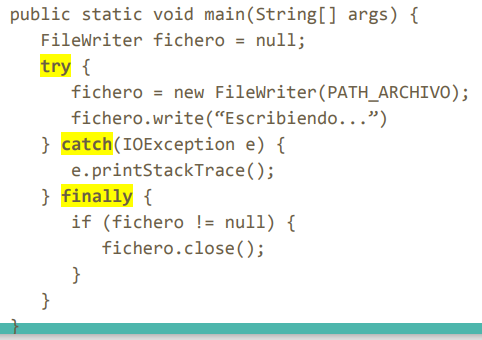 public static void main(String[] args) {
FileWriter fichero = null;
try {
fichero = new FileWriter(PATH_ARCHIVO);
fichero.write(“Escribiendo...”)
} catch(IOException e) {
e.printStackTrace();
} finally {
if (fichero != null) {
fichero.close();
}
}
}